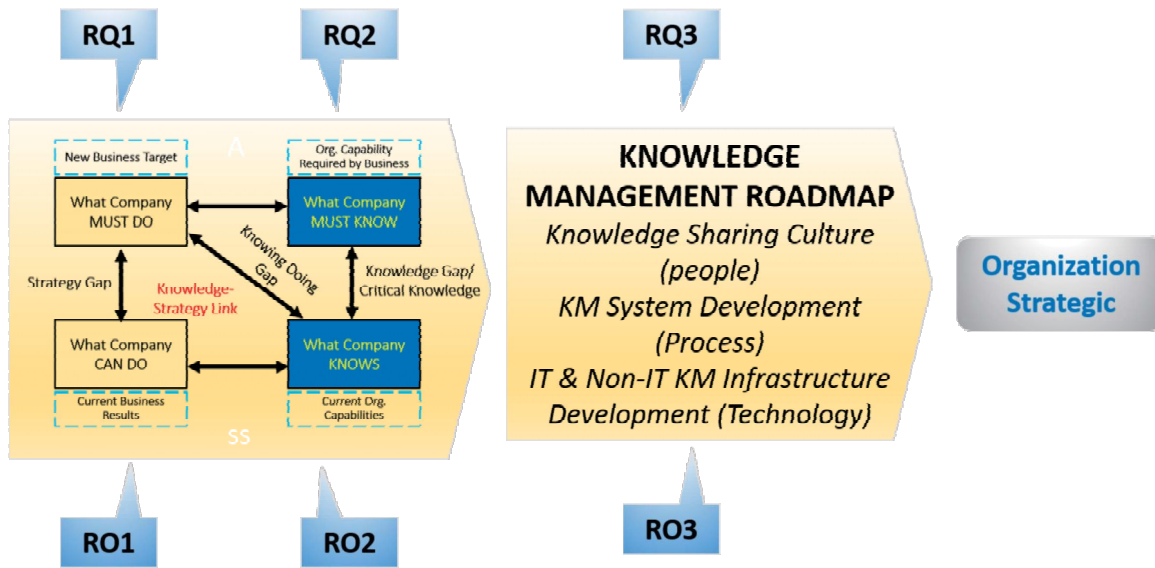 RQ1
RQ2
RQ3
A
New Business Target
Org. Capability
Required by Business
What Company
MUST DO
What Company
MUST KNOW
Strategy Gap
Knowledge-
Strategy Link
Knowing Doing
Gap
Knowledge Gap/
Critical Knowledge
What Company
CAN DO
What Company
KNOWS
Current Business
Results
Current Org.
Capabilities
ss
KNOWLEDGE
MANAGEMENT ROADMAP
Knowledge Sharing Culture
(people)
KM System Development
(Process)
IT & Non-IT KM Infrastructure
Development (Technology)
Organization
Strategic
RO1
RO2
RO3